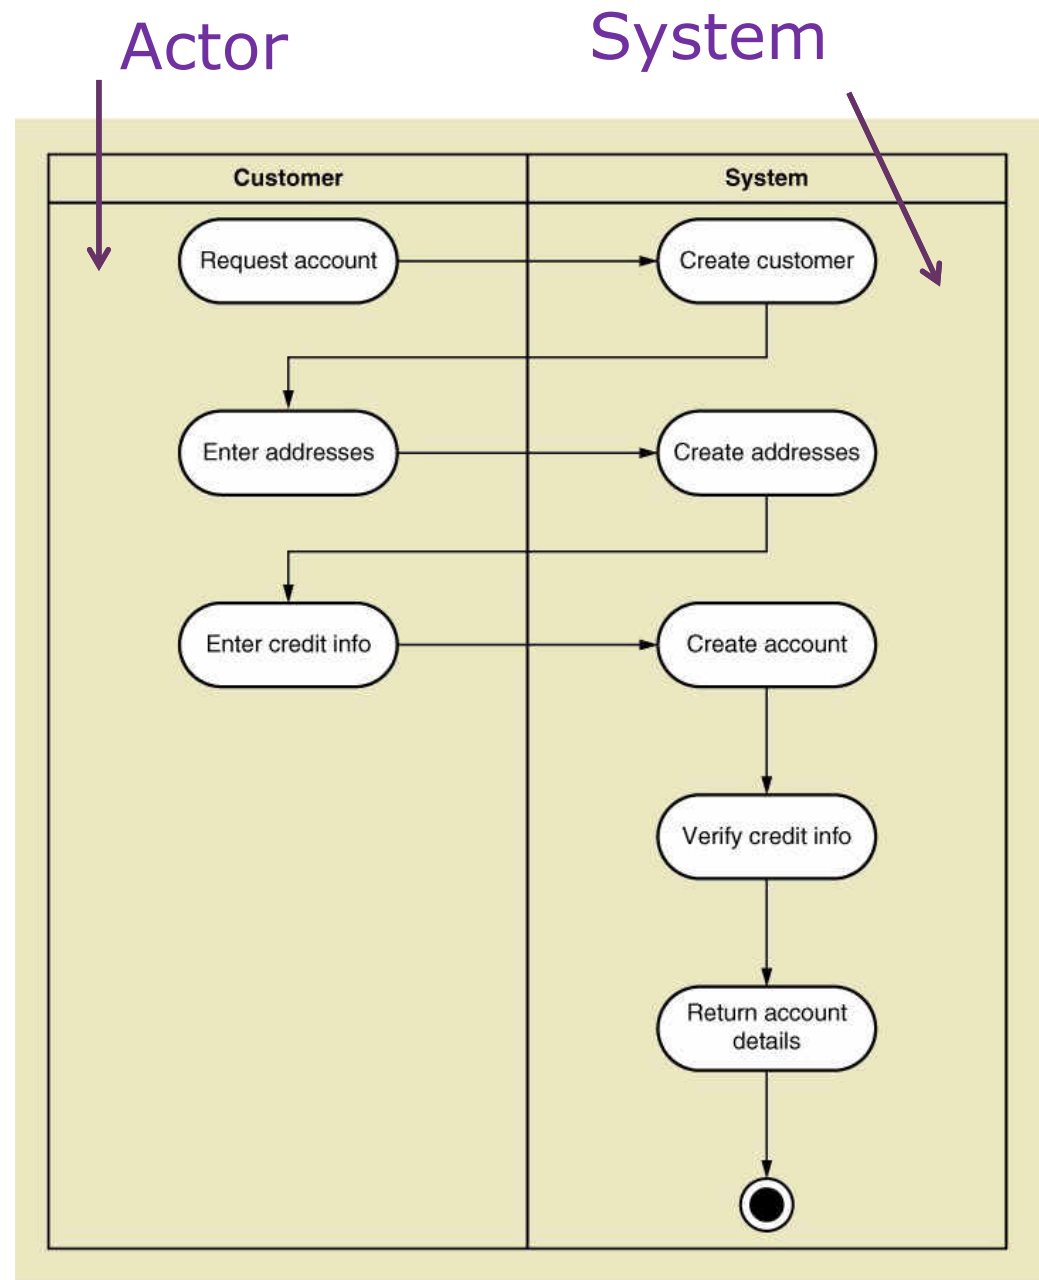 Actor
System
Customer
System
Request account
Create customer
Enter addresses
Create addresses
Enter credit info
Create account
Verify credit info
Return account
details